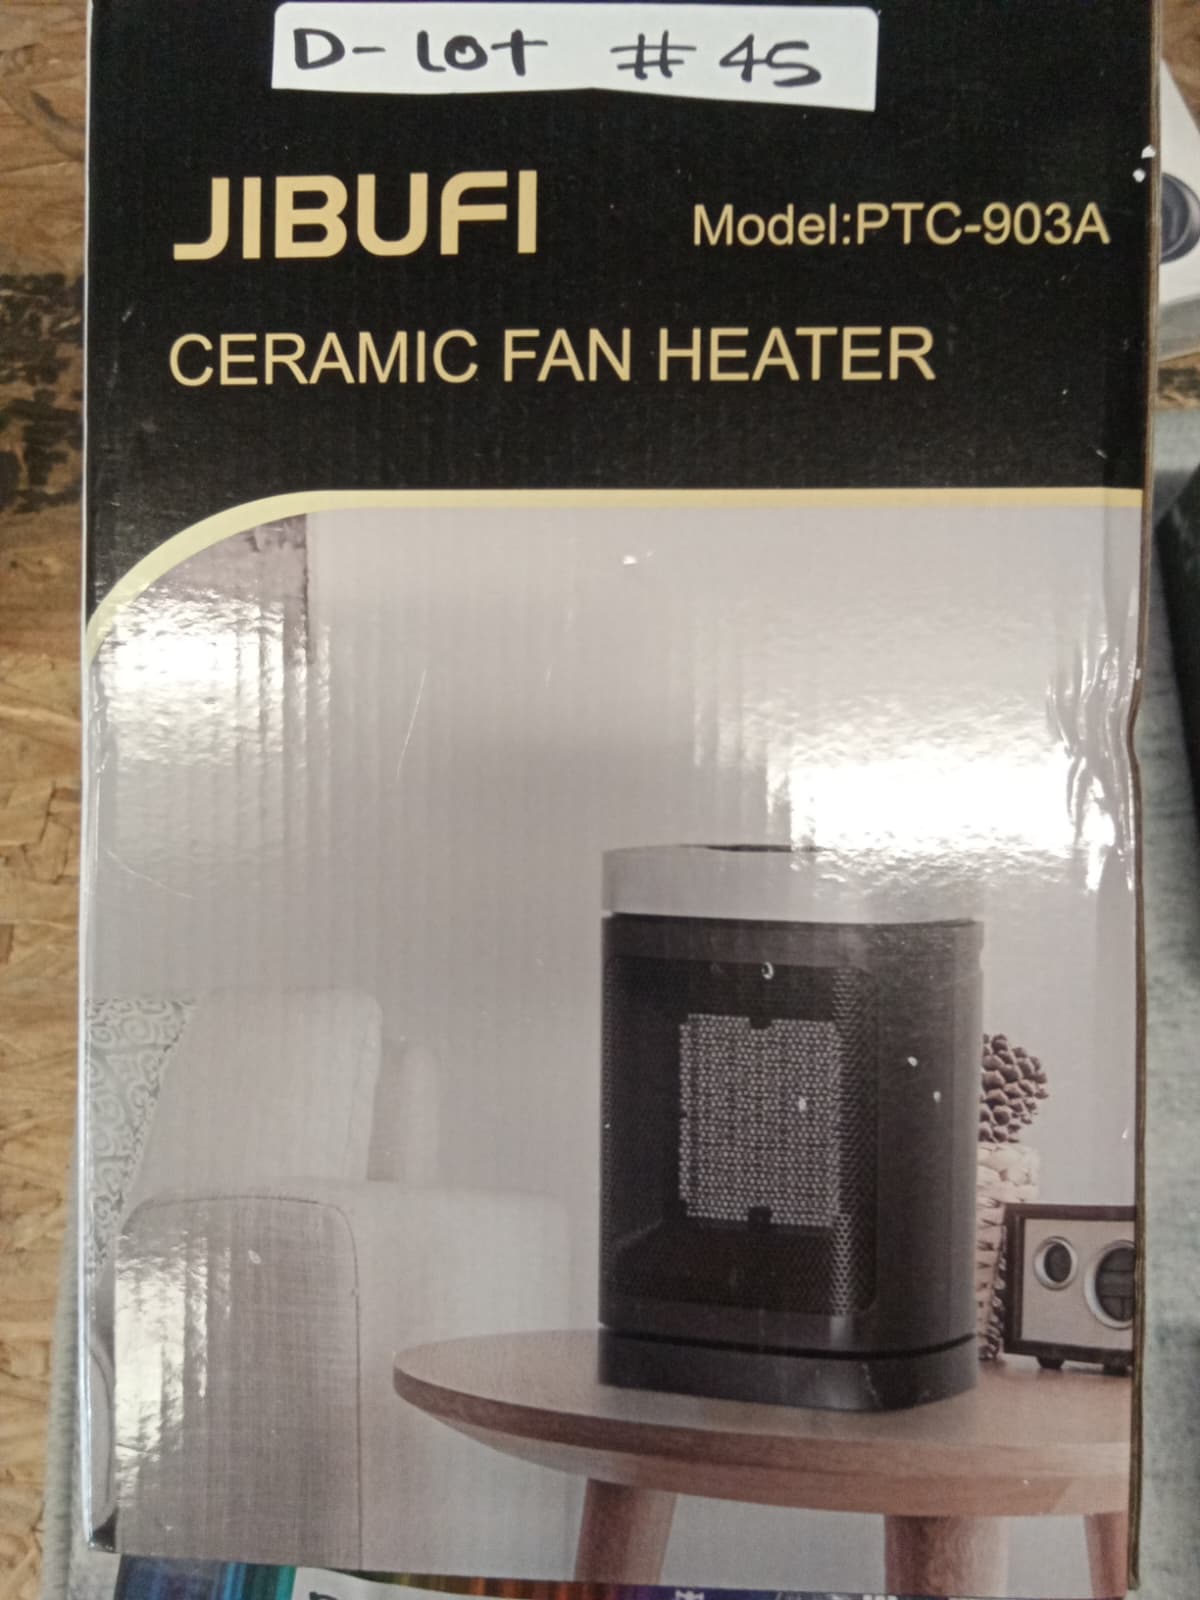 D-Lot #45
JIBUFI Model:PTC-903A
CERAMIC FAN HEATER